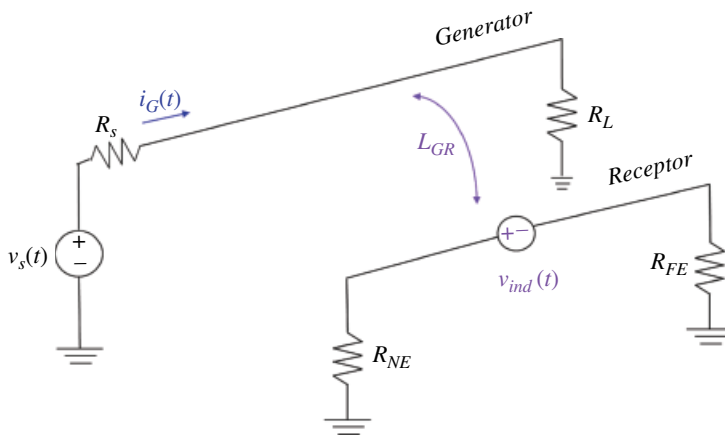 Generator
i_G(t)
R_s
R_L
L_GR
Receptor
+
−
v_s(t)
+−
R_FE
v_ind (t)
R_NE